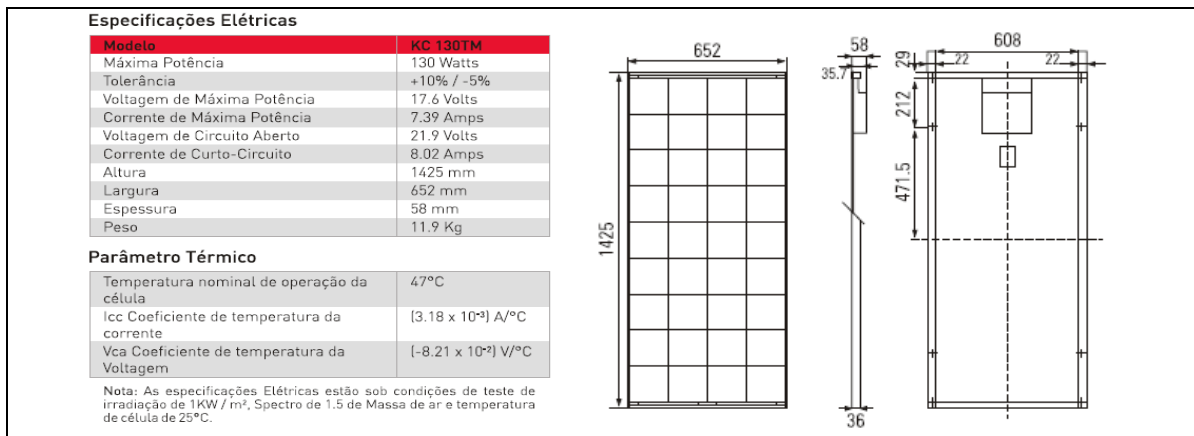 Especificações Elétricas
Modelo KC 130TM
Máxima Potência 130 Watts
Tolerância +10% / -5%
Voltagem de Máxima Potência 17.6 Volts
Corrente de Máxima Potência 7.39 Amps
Voltagem de Circuito Aberto 21.9 Volts
Corrente de Curto-Circuito 8.02 Amps
Altura 1425 mm
Largura 652 mm
Espessura 58 mm
Peso 11.9 Kg
Parâmetro Térmico
Temperatura nominal de operação da 47°C
célula
Icc Coeficiente de temperatura da (3.18 x 10-³) A/°C
corrente
Vca Coeficiente de temperatura da (-8.21 x 10-²) V/°C
Voltagem
Nota: As especificações Elétricas estão sob condições de teste de
irradiação de 1KW / m², Spectro de 1.5 de Massa de ar e temperatura
de célula de 25°C.
652
1425
58
35.7
36
608
29
22
22
212
471.5